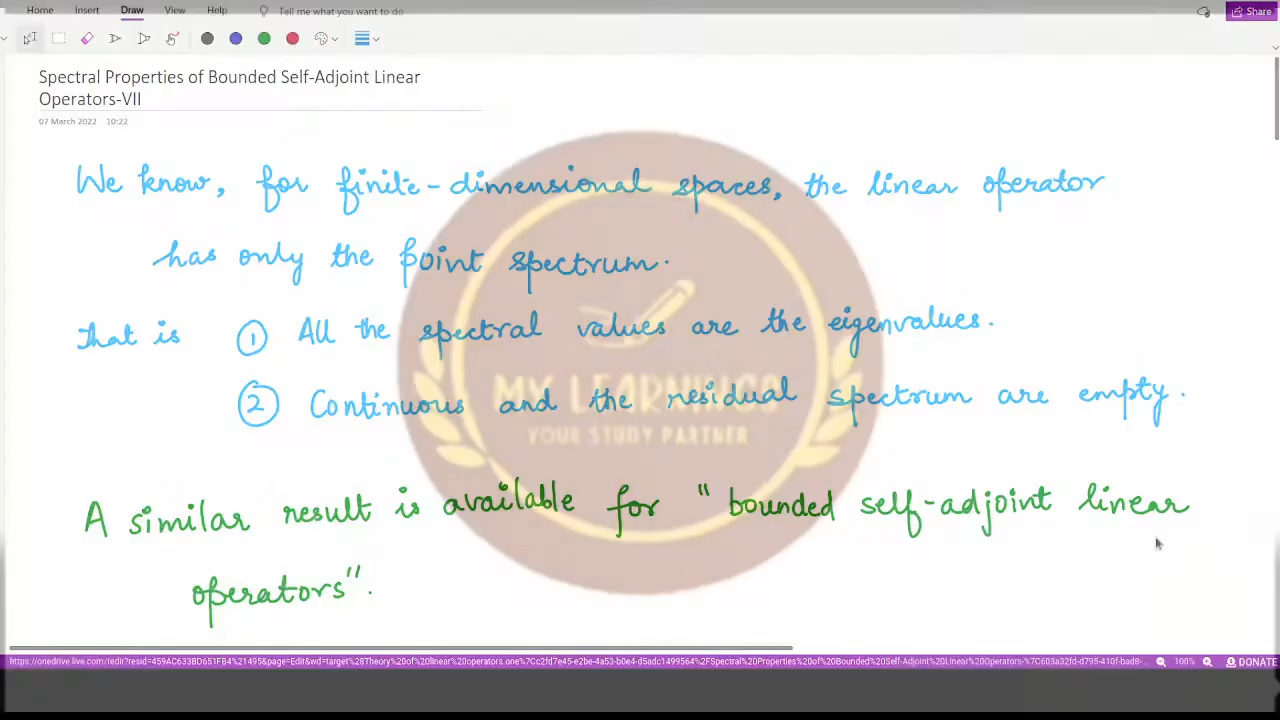 Home Insert Draw View Help Tell me what you want to do Share
Spectral Properties of Bounded Self-Adjoint Linear
Operators-VII
07 March 2022 10:22
We know, for finite-dimensional spaces, the linear operator
has only the point spectrum.
That is ① All the spectral values are the eigenvalues.
② Continuous and the residual spectrum are empty.
MY LEARNINGS
YOUR STUDY PARTNER
A similar result is available for "bounded self-adjoint linear
operators".
100% DONATE